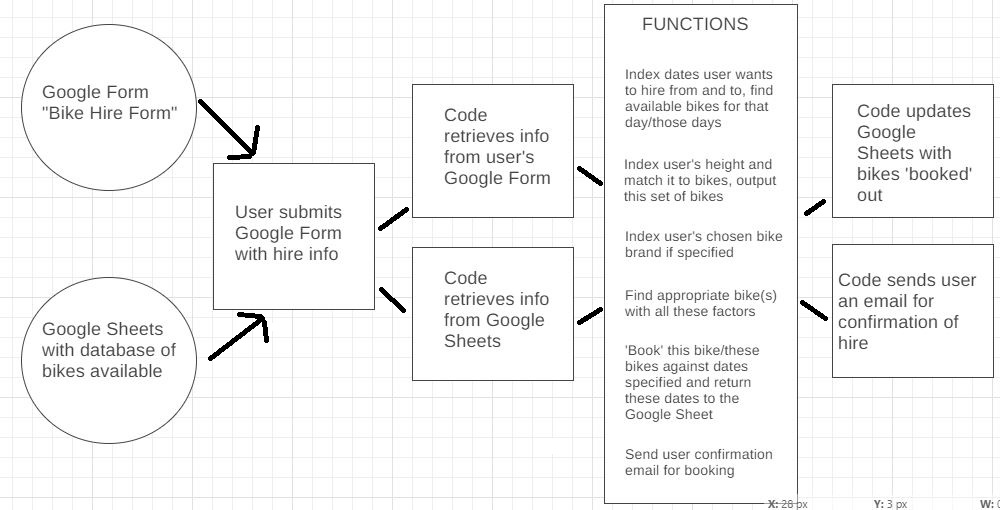 Google Form
"Bike Hire Form"
Google Sheets
with database of
bikes available
User submits
Google Form
with hire info
Code
retrieves info
from user's
Google Form
Code
retrieves info
from Google
Sheets
FUNCTIONS
Index dates user wants
to hire from and to, find
available bikes for that
day/those days
Index user's height and
match it to bikes, output
this set of bikes
Index user's chosen bike
brand if specified
Find appropriate bike(s)
with all these factors
'Book' this bike/these
bikes against dates
specified and return
these dates to the
Google Sheet
Send user confirmation
email for booking
Code updates
Google
Sheets with
bikes 'booked'
out
Code sends user
an email for
confirmation of
hire
X: 28 px Y: 3 px W: